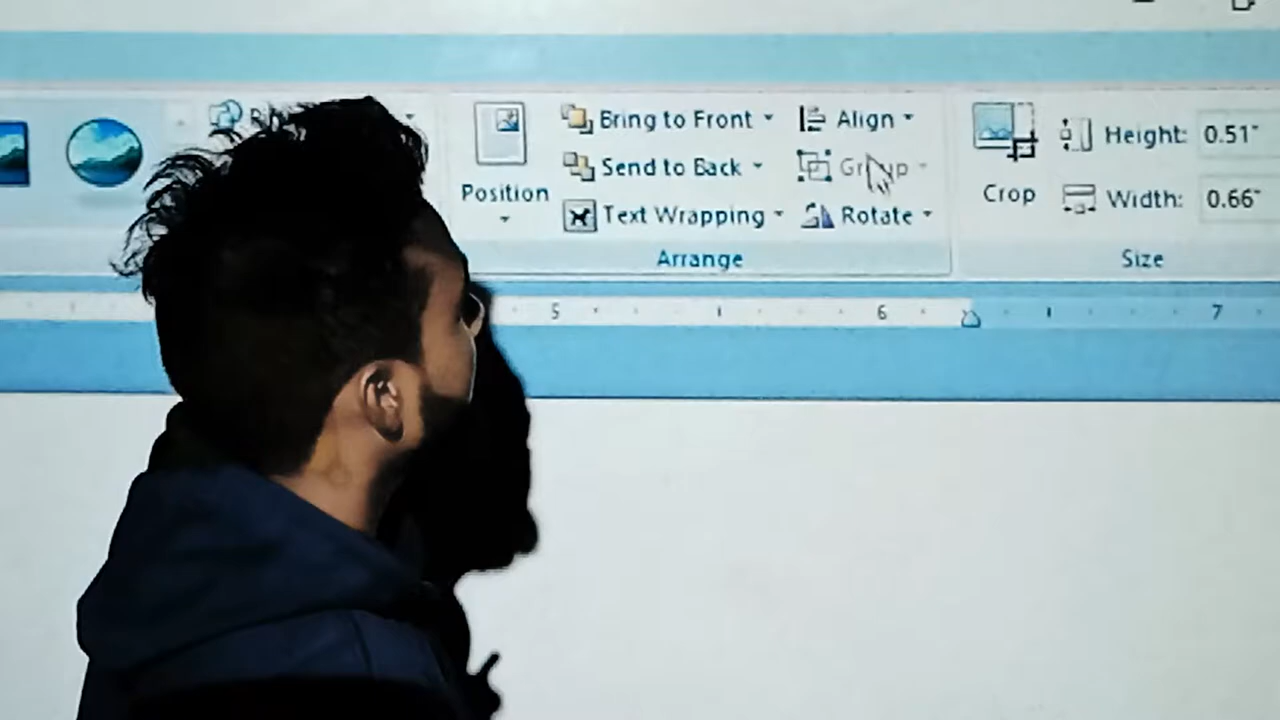 Bring to Front
Align
Send to Back
Group
Position
Text Wrapping
Rotate
Arrange
Crop
Height: 0.51"
Width: 0.66"
Size
5 6 7